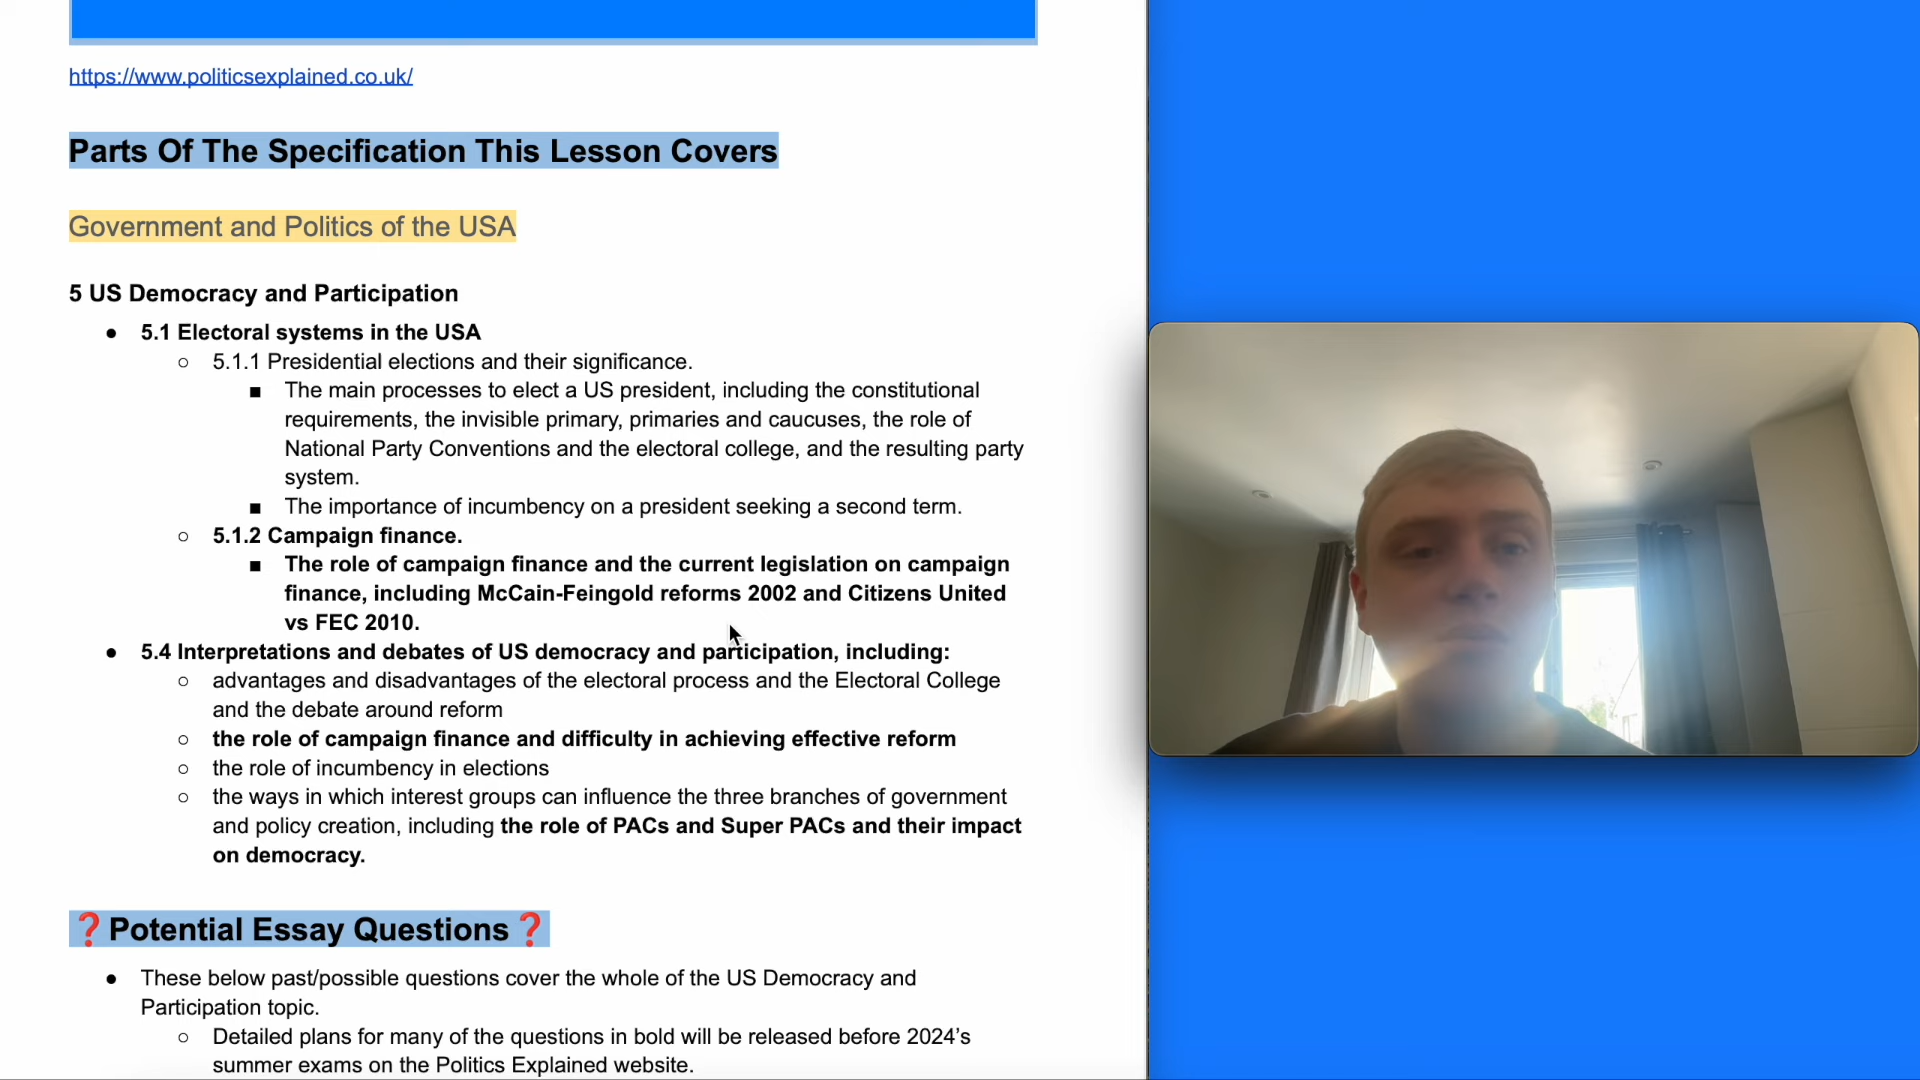 https://www.politicsexplained.co.uk/
Parts Of The Specification This Lesson Covers
Government and Politics of the USA
5 US Democracy and Participation
● 5.1 Electoral systems in the USA
○ 5.1.1 Presidential elections and their significance.
■ The main processes to elect a US president, including the constitutional
requirements, the invisible primary, primaries and caucuses, the role of
National Party Conventions and the electoral college, and the resulting party
system.
■ The importance of incumbency on a president seeking a second term.
○ 5.1.2 Campaign finance.
■ The role of campaign finance and the current legislation on campaign
finance, including McCain-Feingold reforms 2002 and Citizens United
vs FEC 2010.
● 5.4 Interpretations and debates of US democracy and participation, including:
○ advantages and disadvantages of the electoral process and the Electoral College
and the debate around reform
○ the role of campaign finance and difficulty in achieving effective reform
○ the role of incumbency in elections
○ the ways in which interest groups can influence the three branches of government
and policy creation, including the role of PACs and Super PACs and their impact
on democracy.
❓Potential Essay Questions❓
● These below past/possible questions cover the whole of the US Democracy and
Participation topic.
○ Detailed plans for many of the questions in bold will be released before 2024’s
summer exams on the Politics Explained website.